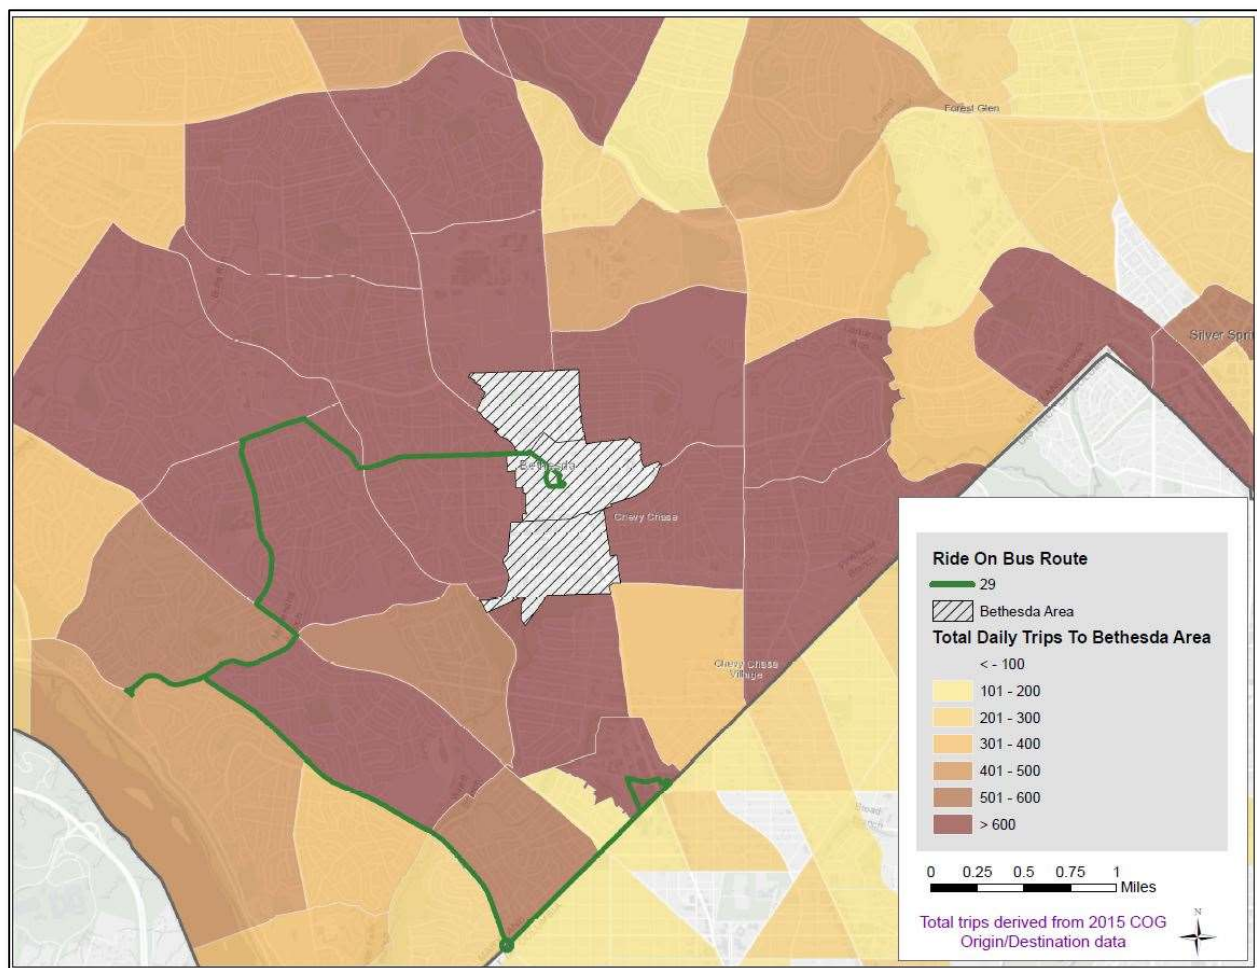 Forest Glen
Silver Spri
Bethesda
Chevy Chase
Chevy Chase
Village
Ride On Bus Route
29
Bethesda Area
Total Daily Trips To Bethesda Area
< - 100
101 - 200
201 - 300
301 - 400
401 - 500
501 - 600
> 600
0 0.25 0.5 0.75 1
Miles
Total trips derived from 2015 COG
Origin/Destination data
N